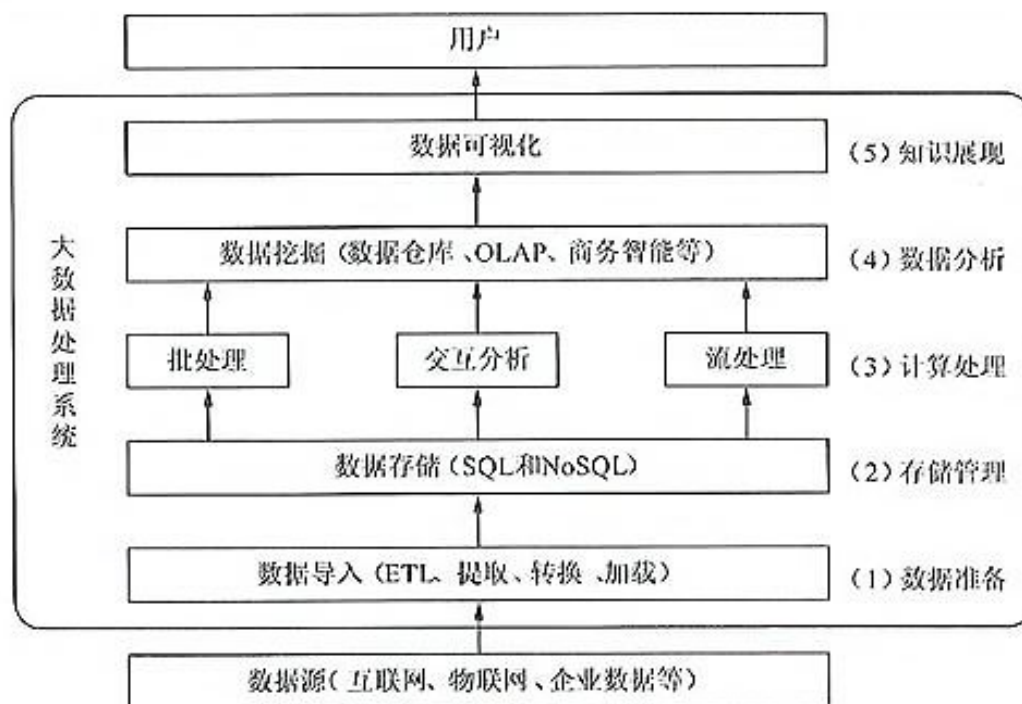 用户
数据可视化
(5)知识展现
大数据处理系统
数据挖掘(数据仓库、OLAP、商务智能等)
(4)数据分析
批处理
交互分析
流处理
(3)计算处理
数据存储(SQL和NoSQL)
(2)存储管理
数据导入(ETL、提取、转换、加载)
(1)数据准备
数据源(互联网、物联网、企业数据等)